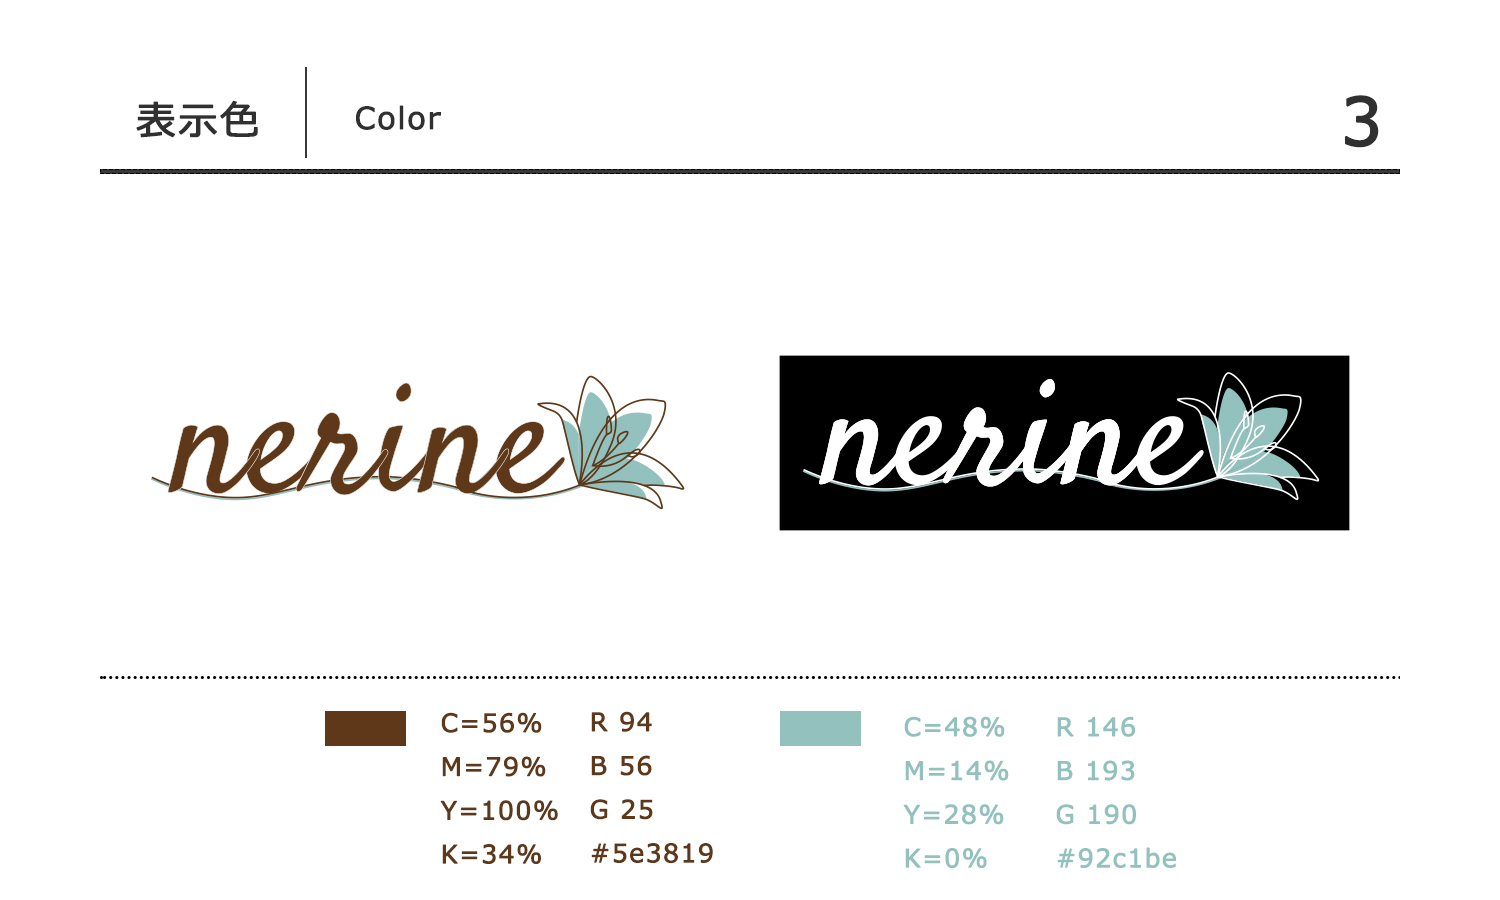 表示色
Color
3
nerine
nerine
C=56%
M=79%
Y=100%
K=34%
R 94
B 56
G 25
#5e3819
C=48%
M=14%
Y=28%
K=0%
R 146
B 193
G 190
#92c1be